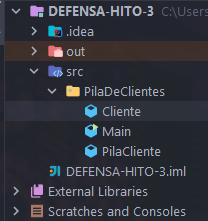 DEFENSA-HITO-3 C:\Users
.idea
out
src
PilaDeClientes
Cliente
Main
PilaCliente
DEFENSA-HITO-3.iml
External Libraries
Scratches and Consoles